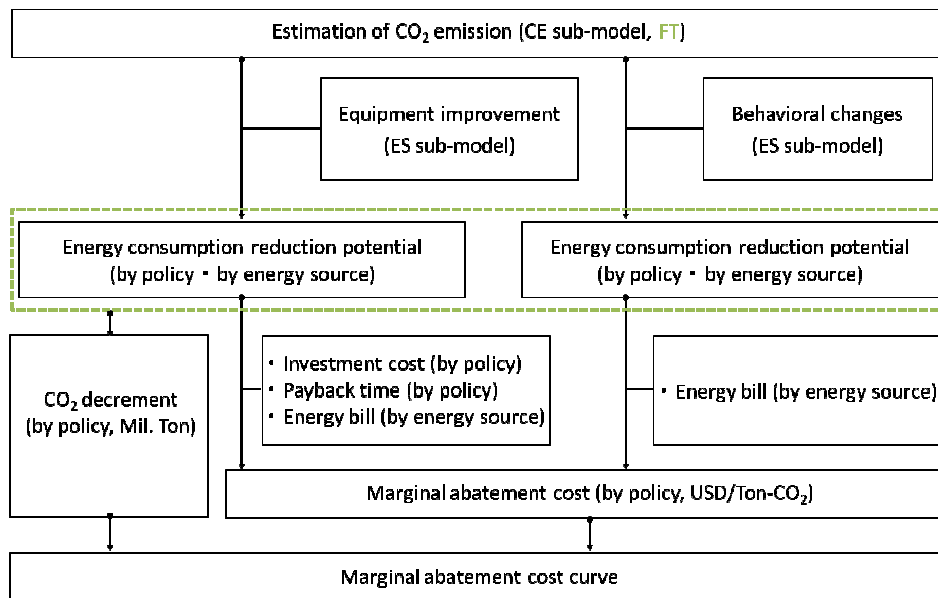 Estimation of CO₂ emission (CE sub-model, FT)
Equipment improvement
(ES sub-model)
Behavioral changes
(ES sub-model)
Energy consumption reduction potential
(by policy・by energy source)
Energy consumption reduction potential
(by policy・by energy source)
CO₂ decrement
(by policy, Mil. Ton)
・Investment cost (by policy)
・Payback time (by policy)
・Energy bill (by energy source)
・Energy bill (by energy source)
Marginal abatement cost (by policy, USD/Ton-CO₂)
Marginal abatement cost curve